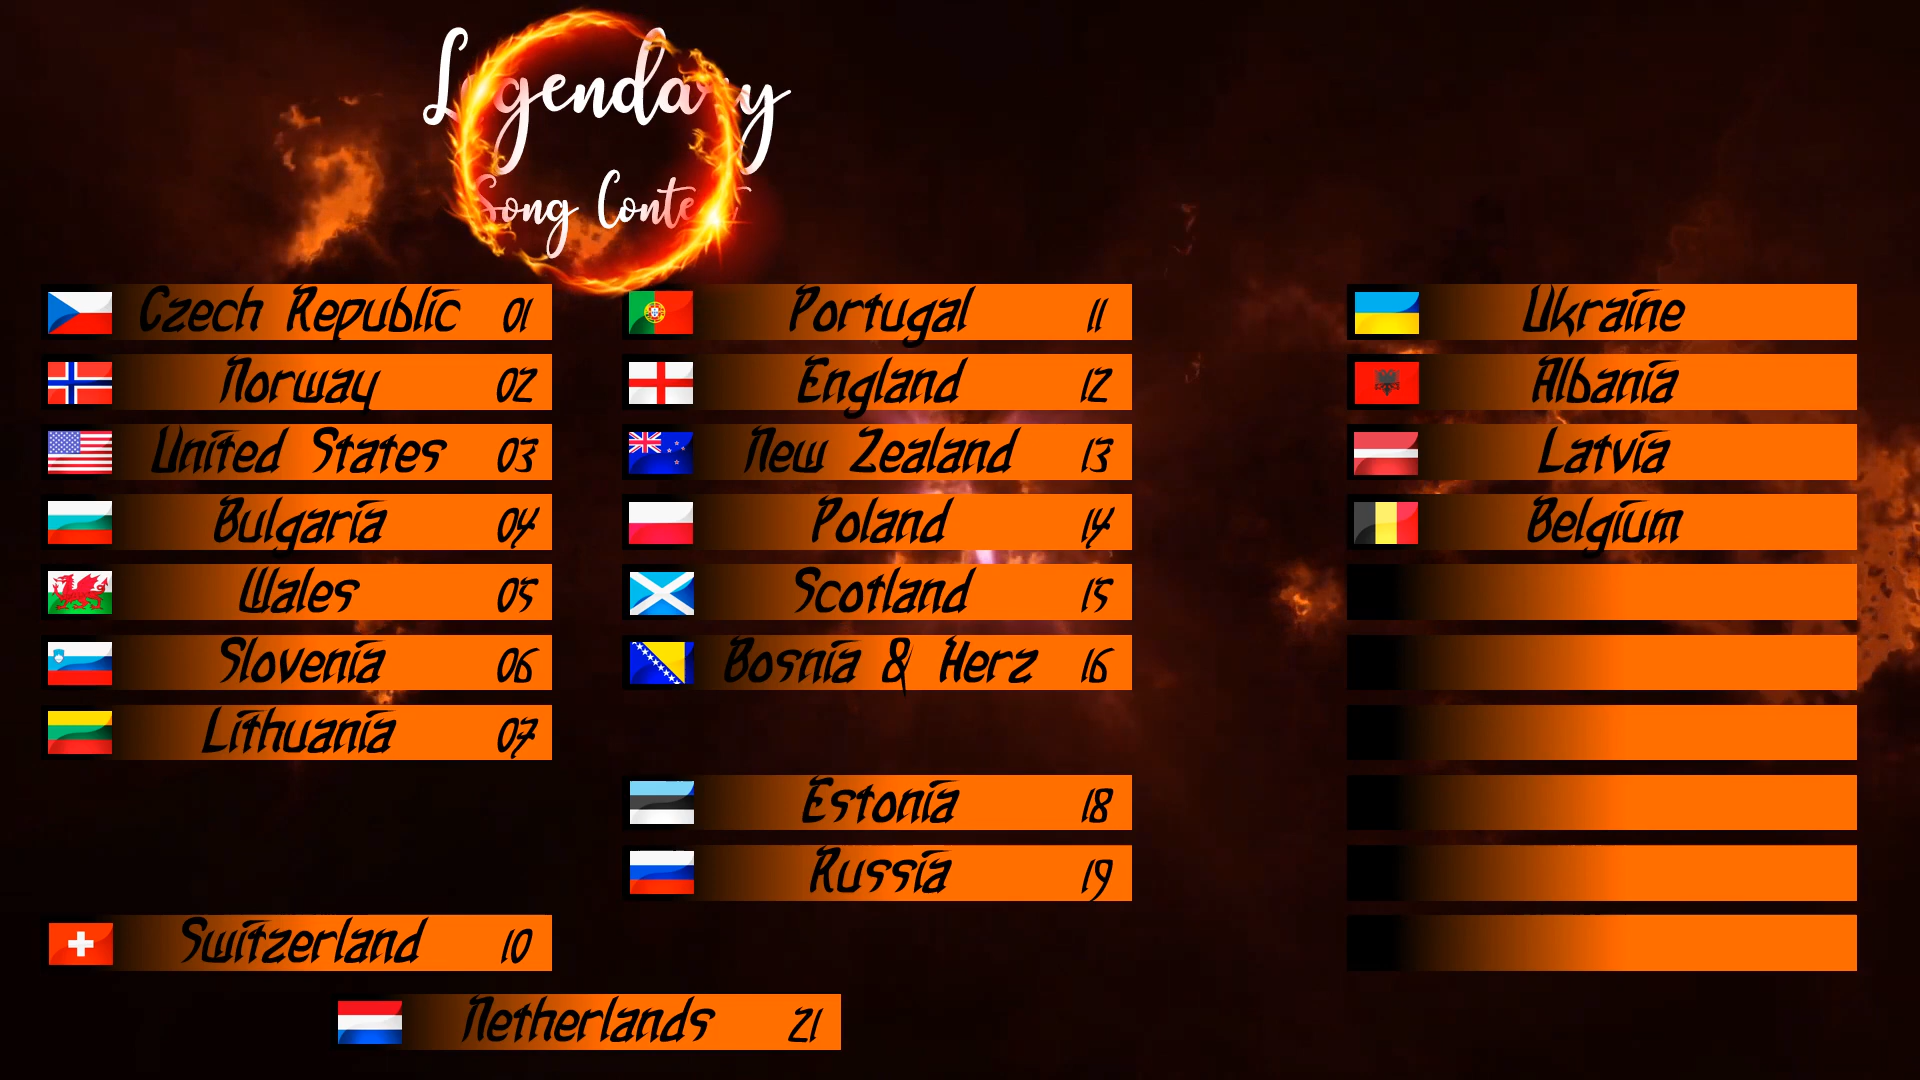 Legendary
Song Contest
Czech Republic 01
Norway 02
United States 03
Bulgaria 04
Wales 05
Slovenia 06
Lithuania 07
Switzerland 10
Portugal 11
England 12
New Zealand 13
Poland 14
Scotland 15
Bosnia & Herz 16
Estonia 18
Russia 19
Netherlands 21
Ukraine
Albania
Latvia
Belgium